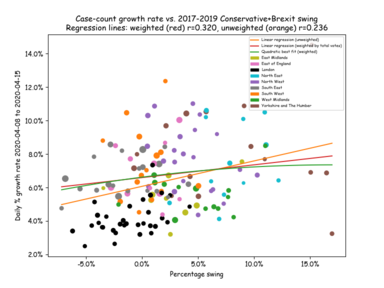 Case-count growth rate vs. 2017-2019 Conservative+Brexit swing
Regression lines: weighted (red) r=0.320, unweighted (orange) r=0.236
Linear regression (unweighted)
Linear regression (weighted by total votes)
Quadratic best fit (weighted)
East Midlands
East of England
London
North East
North West
South East
South West
West Midlands
Yorkshire and The Humber
Daily % growth rate 2020-04-08 to 2020-04-15
14.0%
12.0%
10.0%
8.0%
6.0%
4.0%
2.0%
-5.0%
0.0%
5.0%
10.0%
15.0%
Percentage swing